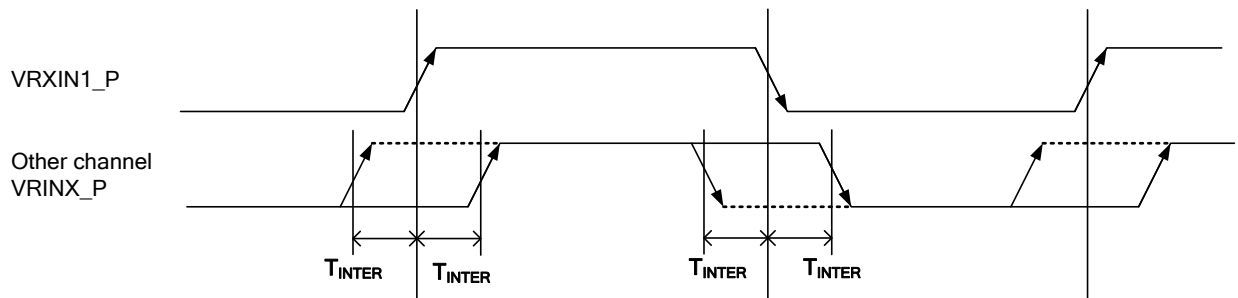 VRXIN1_P
Other channel
VRINX_P
TINTER TINTER TINTER TINTER